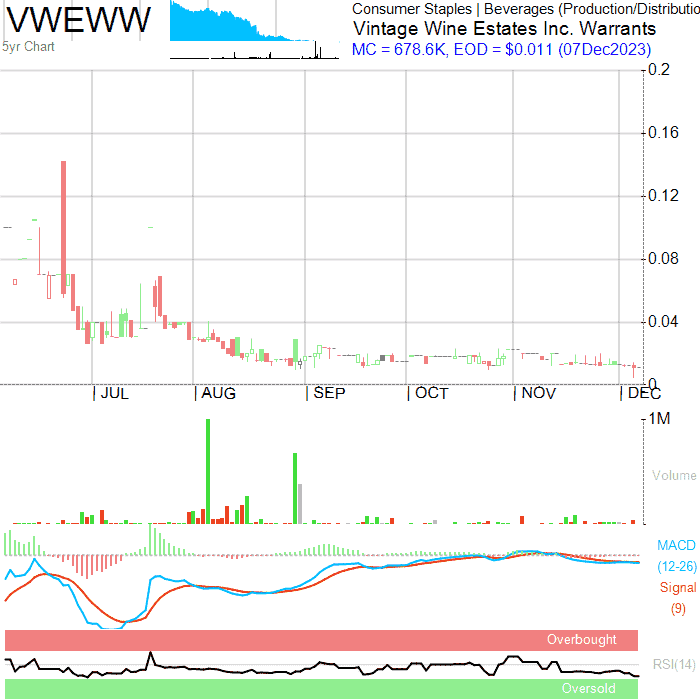 VWEWW
5yr Chart
Consumer Staples | Beverages (Production/Distributio
Vintage Wine Estates Inc. Warrants
MC = 678.6K, EOD = $0.011 (07Dec2023)
0.2
0.16
0.12
0.08
0.04
0
JUL AUG SEP OCT NOV DEC
1M
Volume
MACD
(12-26)
Signal
(9)
Overbought
RSI(14)
Oversold